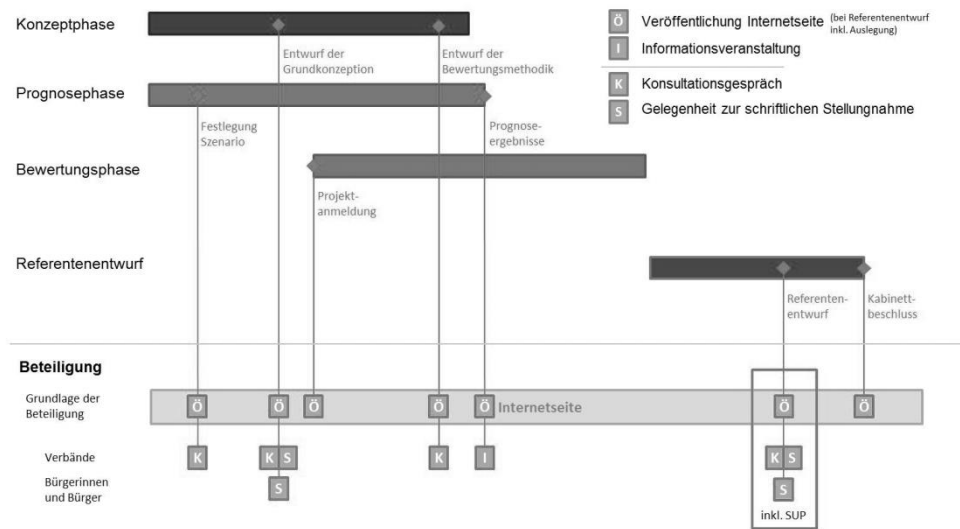 Konzeptphase
Ö Veröffentlichung Internetseite (bei Referentenentwurf
inkl. Auslegung)
I Informationsveranstaltung
Entwurf der
Grundkonzeption
Entwurf der
Bewertungsmethodik
K Konsultationsgespräch
S Gelegenheit zur schriftlichen Stellungnahme
Prognosephase
Festlegung
Szenario
Prognose-
ergebnisse
Bewertungsphase
Projekt-
anmeldung
Referentenentwurf
Referenten-
entwurf
Kabinett-
beschluss
Beteiligung
Grundlage der
Beteiligung
Ö Ö Ö Ö Ö Internetseite Ö Ö
Verbände
K K S K I K S
Bürgerinnen
und Bürger
S S
inkl. SUP